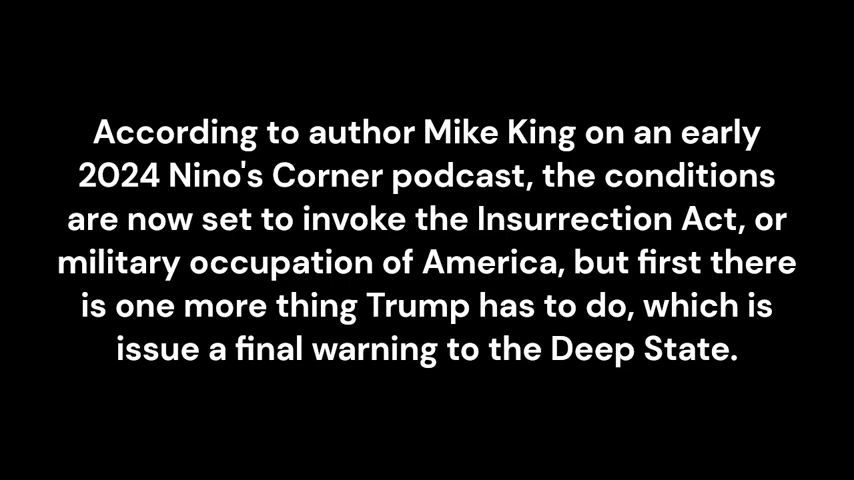 According to author Mike King on an early
2024 Nino's Corner podcast, the conditions
are now set to invoke the Insurrection Act, or
military occupation of America, but first there
is one more thing Trump has to do, which is
issue a final warning to the Deep State.